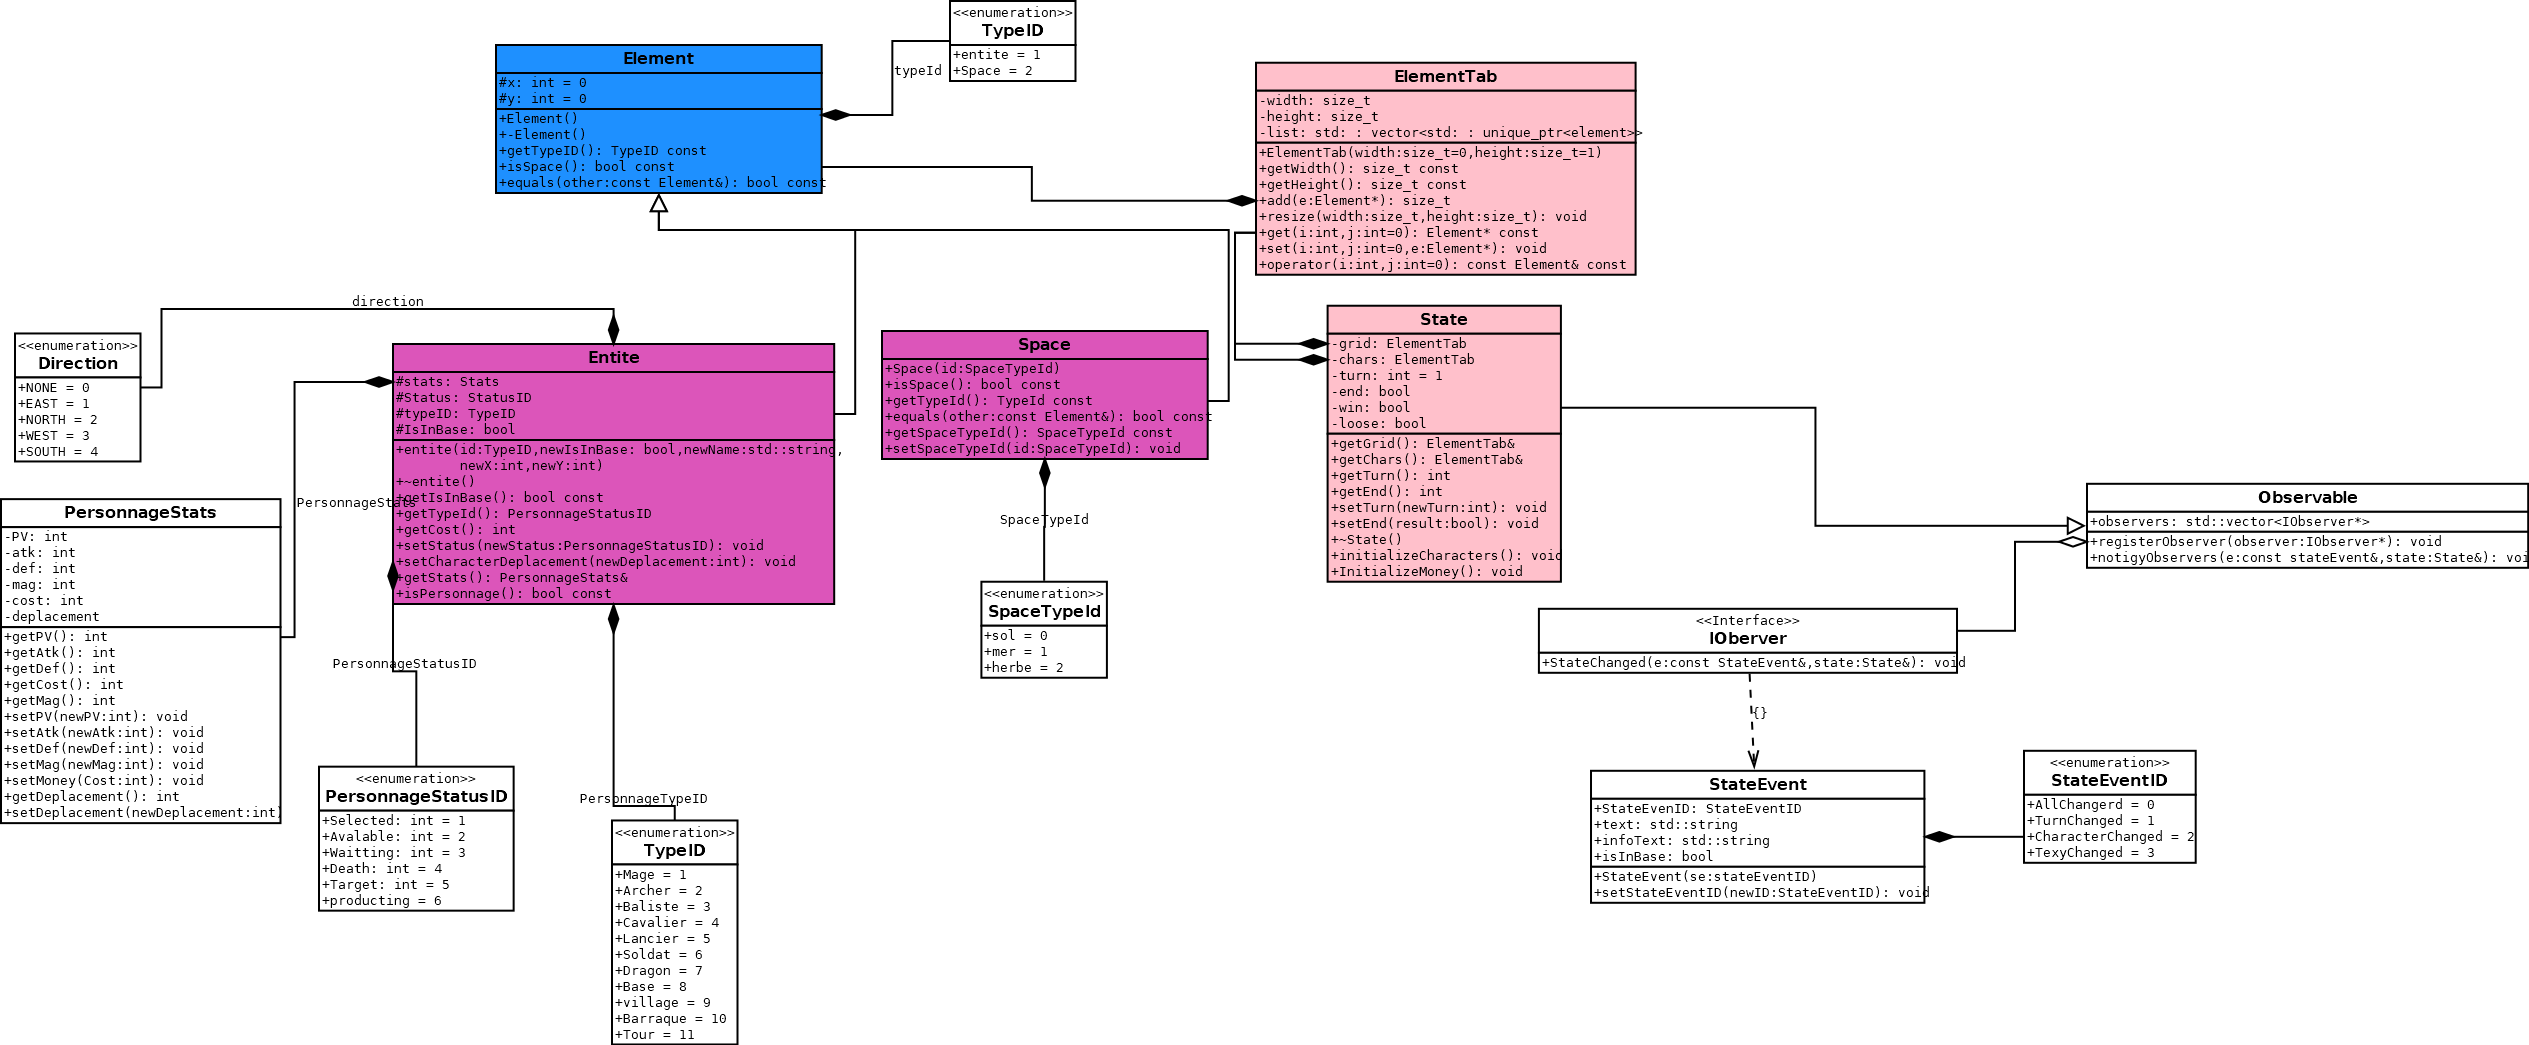 <<enumeration>>
TypeID
+entite = 1
+Space = 2
typeId
Element
#x: int = 0
#y: int = 0
+Element()
+-Element()
+getTypeID(): TypeID const
+isSpace(): bool const
+equals(other:const Element&): bool const
ElementTab
-width: size_t
-height: size_t
-list: std: : vector<std: : unique_ptr<element>>
+ElementTab(width:size_t=0,height:size_t=1)
+getWidth(): size_t const
+getHeight(): size_t const
+add(e:Element*): size_t
+resize(width:size_t,height:size_t): void
+get(i:int,j:int=0): Element* const
+set(i:int,j:int=0,e:Element*): void
+operator(i:int,j:int=0): const Element& const
direction
<<enumeration>>
Direction
+NONE = 0
+EAST = 1
+NORTH = 2
+WEST = 3
+SOUTH = 4
Entite
#stats: Stats
#Status: StatusID
#typeID: TypeID
#IsInBase: bool
+entite(id:TypeID,newIsInBase: bool,newName:std::string,
newX:int,newY:int)
+~entite()
+getIsInBase(): bool const
+getTypeId(): PersonnageStatusID
+getCost(): int
+setStatus(newStatus:PersonnageStatusID): void
+setCharacterDeplacement(newDeplacement:int): void
+getStats(): PersonnageStats&
+isPersonnage(): bool const
Space
+Space(id:SpaceTypeId)
+isSpace(): bool const
+getTypeId(): TypeId const
+equals(other:const Element&): bool const
+getSpaceTypeId(): SpaceTypeId const
+setSpaceTypeId(id:SpaceTypeId): void
State
-grid: ElementTab
-chars: ElementTab
-turn: int = 1
-end: bool
-win: bool
-loose: bool
+getGrid(): ElementTab&
+getChars(): ElementTab&
+getTurn(): int
+getEnd(): int
+setTurn(newTurn:int): void
+setEnd(result:bool): void
+~State()
+initializeCharacters(): void
+InitializeMoney(): void
Observable
+observers: std::vector<IObserver*>
+registerObserver(observer:IObserver*): void
+notigyObservers(e:const stateEvent&,state:State&): voi
PersonnageStats
PersonnageStats
-PV: int
-atk: int
-def: int
-mag: int
-cost: int
-deplacement
+getPV(): int
+getAtk(): int
+getDef(): int
+getCost(): int
+getMag(): int
+setPV(newPV:int): void
+setAtk(newAtk:int): void
+setDef(newDef:int): void
+setMag(newMag:int): void
+setMoney(Cost:int): void
+getDeplacement(): int
+setDeplacement(newDeplacement:int)
SpaceTypeId
<<enumeration>>
SpaceTypeId
+sol = 0
+mer = 1
+herbe = 2
<<Interface>>
IOberver
+StateChanged(e:const StateEvent&,state:State&): void
{}
PersonnageStatusID
<<enumeration>>
PersonnageStatusID
+Selected: int = 1
+Avalable: int = 2
+Waitting: int = 3
+Death: int = 4
+Target: int = 5
+producting = 6
PersonnageTypeID
<<enumeration>>
TypeID
+Mage = 1
+Archer = 2
+Baliste = 3
+Cavalier = 4
+Lancier = 5
+Soldat = 6
+Dragon = 7
+Base = 8
+village = 9
+Barraque = 10
+Tour = 11
StateEvent
+StateEvenID: StateEventID
+text: std::string
+infoText: std::string
+isInBase: bool
+StateEvent(se:stateEventID)
+setStateEventID(newID:StateEventID): void
<<enumeration>>
StateEventID
+AllChangerd = 0
+TurnChanged = 1
+CharacterChanged = 2
+TexyChanged = 3